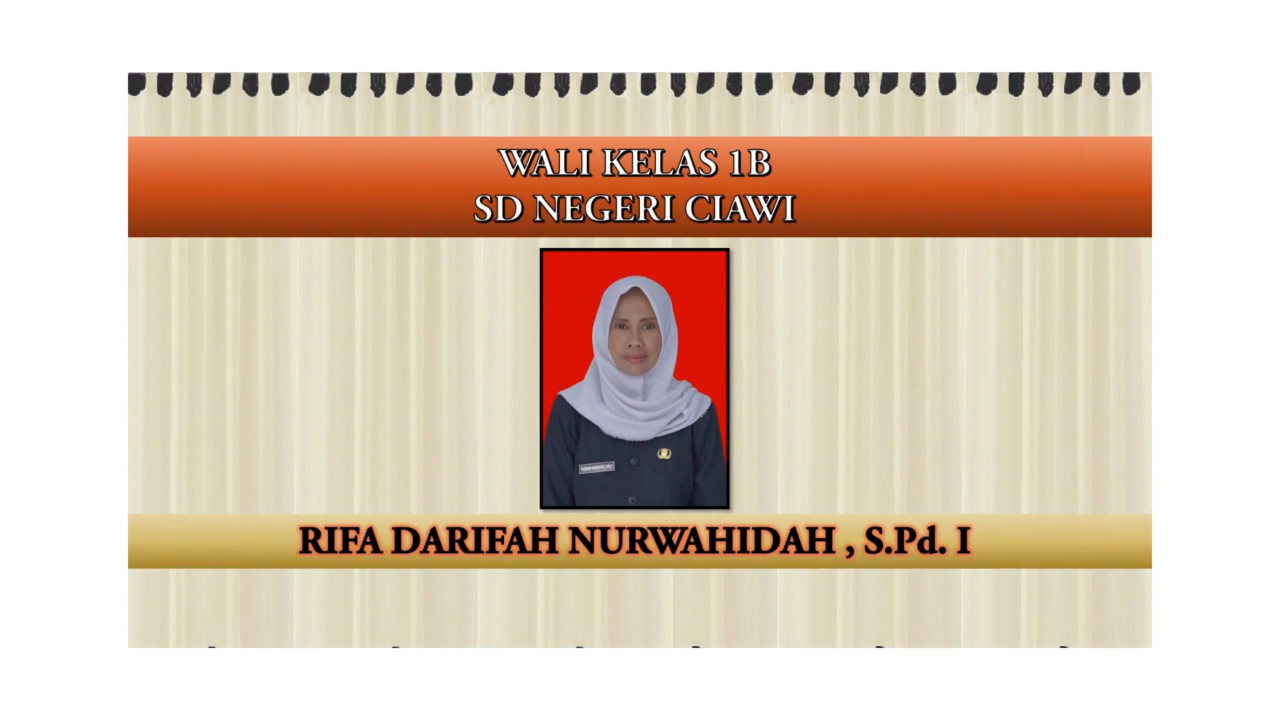 WALI KELAS 1B
SD NEGERI CIAWI
RIFA DARIFAH NURWAHIDAH , S.Pd. I